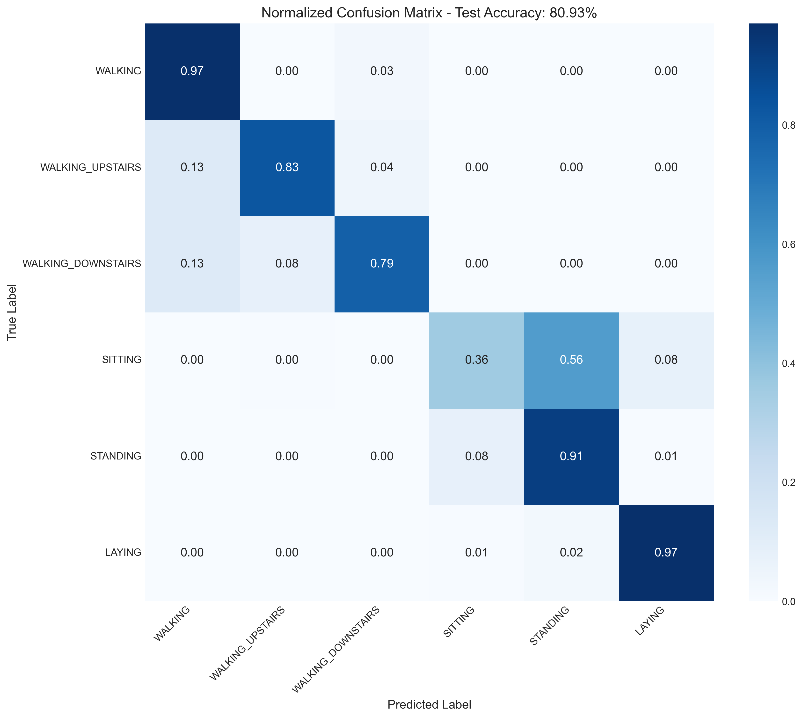 Normalized Confusion Matrix - Test Accuracy: 80.93%
True Label
WALKING 0.97 0.00 0.03 0.00 0.00 0.00
WALKING_UPSTAIRS 0.13 0.83 0.04 0.00 0.00 0.00
WALKING_DOWNSTAIRS 0.13 0.08 0.79 0.00 0.00 0.00
SITTING 0.00 0.00 0.00 0.36 0.56 0.08
STANDING 0.00 0.00 0.00 0.08 0.91 0.01
LAYING 0.00 0.00 0.00 0.01 0.02 0.97
WALKING
WALKING_UPSTAIRS
WALKING_DOWNSTAIRS
SITTING
STANDING
LAYING
Predicted Label
0.8
0.6
0.4
0.2
0.0